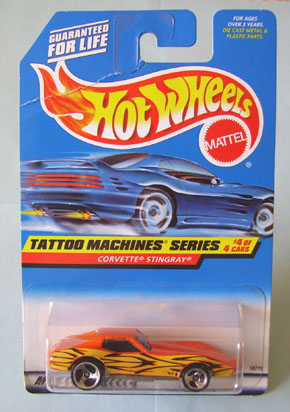 GUARANTEED
FOR LIFE
FOR AGES
OVER 3 YEARS.
DIE CAST METAL &
PLASTIC PARTS.
HOT WHEELS
MATTEL
®
TATTOO MACHINES® SERIES
#4 OF
4 CARS
CORVETTE® STINGRAY®